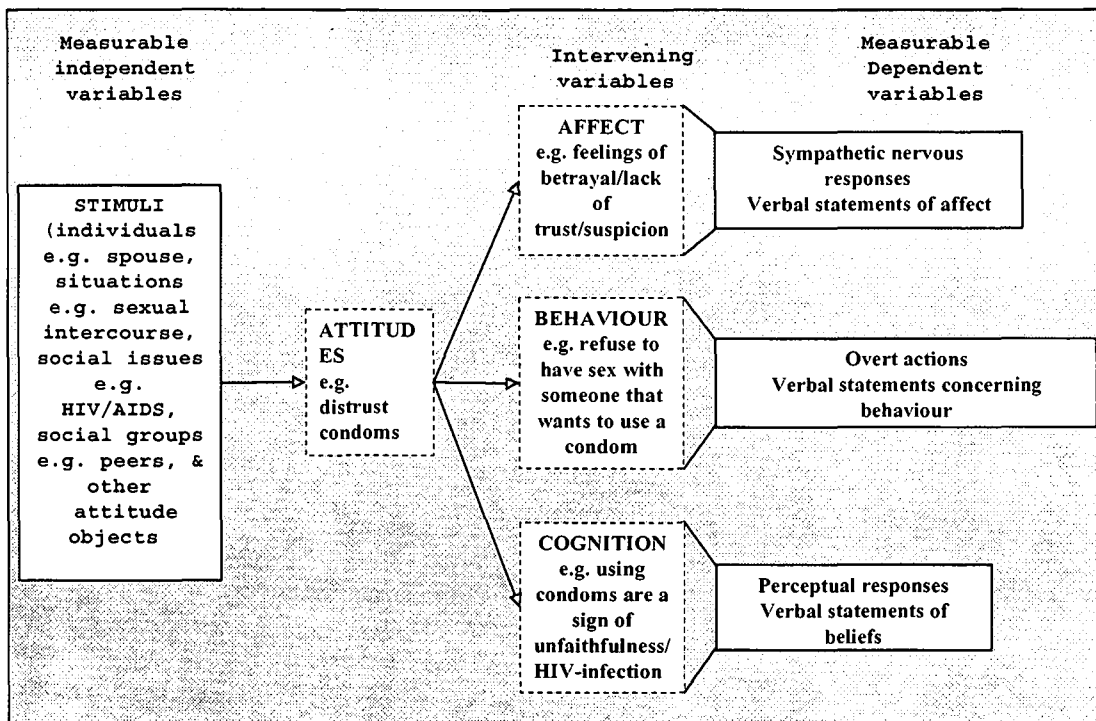 Measurable
independent
variables
Intervening
variables
Measurable
Dependent
variables
STIMULI
(individuals
e.g. spouse,
situations
e.g. sexual
intercourse,
social issues
e.g.
HIV/AIDS,
social groups
e.g. peers, &
other
attitude
objects
ATTITUD
ES
e.g.
distrust
condoms
AFFECT
e.g. feelings of
betrayal/lack
of
trust/suspicion
Sympathetic nervous
responses
Verbal statements of affect
BEHAVIOUR
e.g. refuse to
have sex with
someone that
wants to use a
condom
Overt actions
Verbal statements concerning
behaviour
COGNITION
e.g. using
condoms are a
sign of
unfaithfulness/
HIV-infection
Perceptual responses
Verbal statements of
beliefs